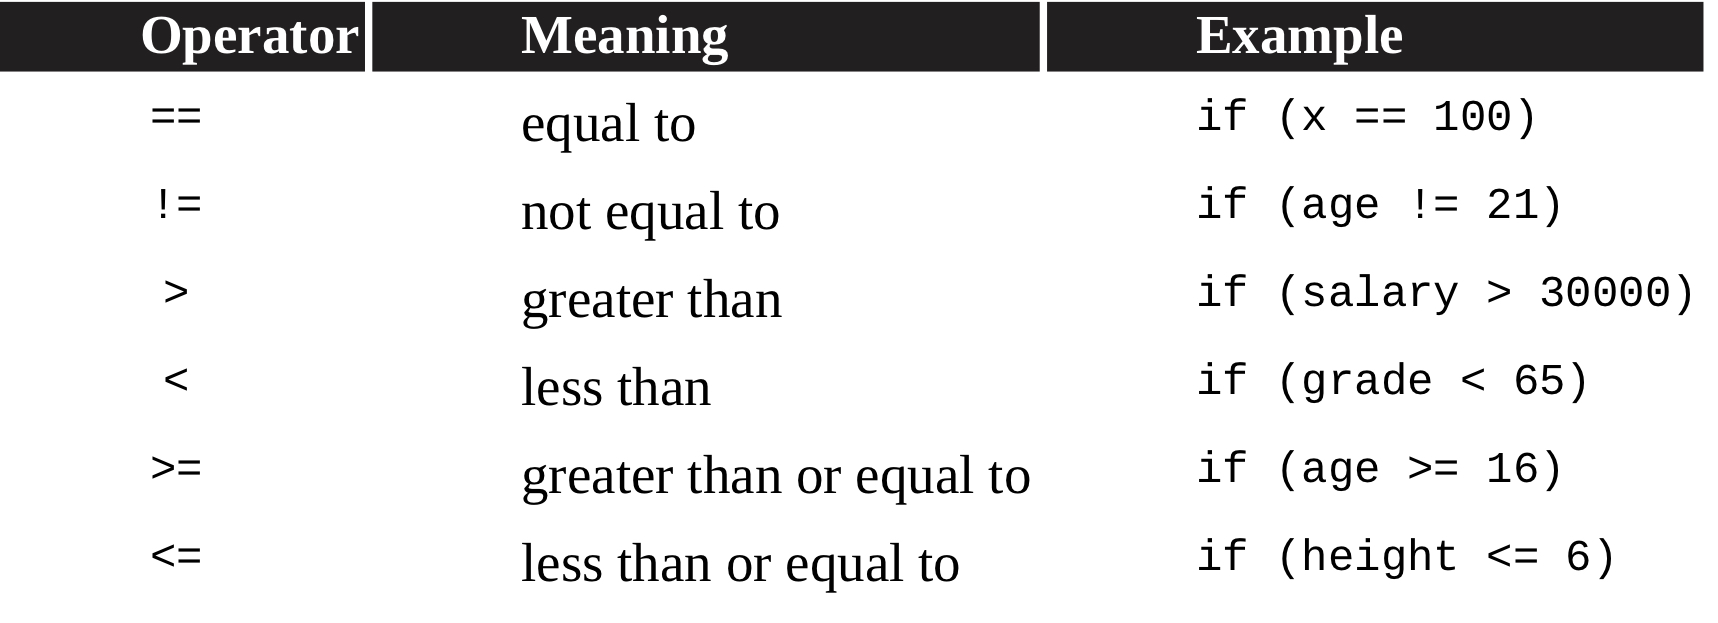 Operator Meaning Example
== equal to if (x == 100)
!= not equal to if (age != 21)
> greater than if (salary > 30000)
< less than if (grade < 65)
>= greater than or equal to if (age >= 16)
<= less than or equal to if (height <= 6)